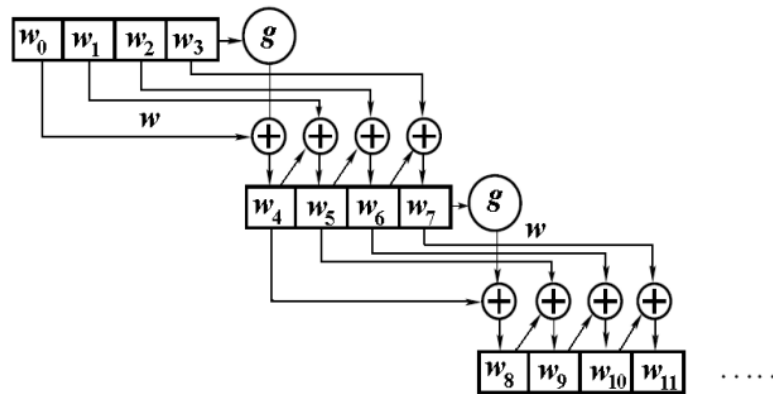 w₀ w₁ w₂ w₃ g
w
+ + + +
w₄ w₅ w₆ w₇ g
w
+ + + +
w₈ w₉ w₁₀ w₁₁ .....